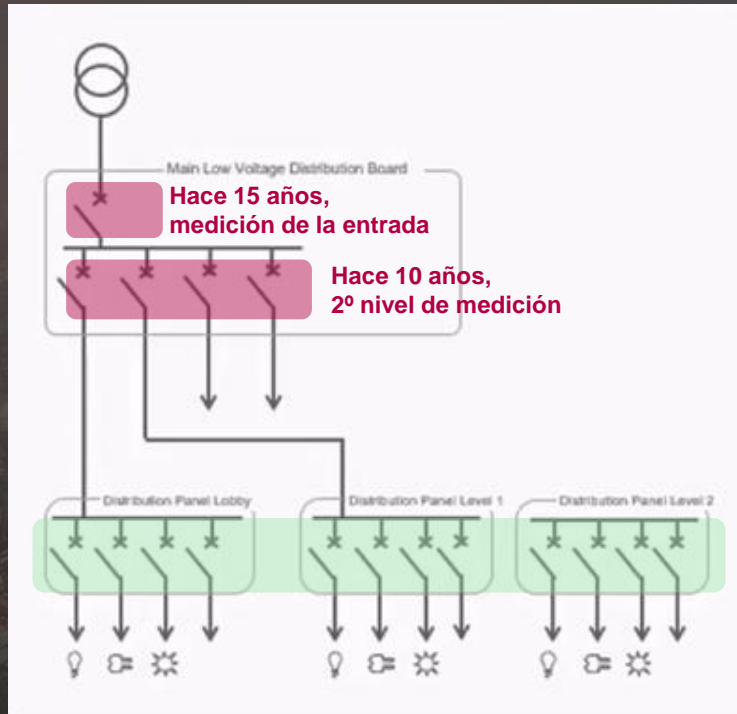 Main Low Voltage Distribution Board
Hace 15 años,
medición de la entrada
Hace 10 años,
2º nivel de medición
Distribution Panel Lobby
Distribution Panel Level 1
Distribution Panel Level 2